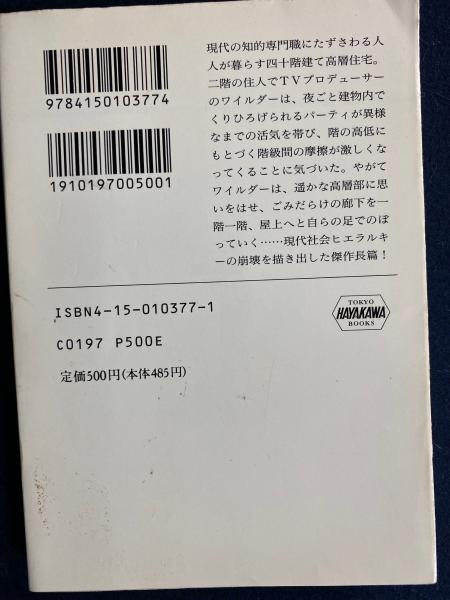 現代の知的専門職にたずさわる人
人が暮らす四十階建て高層住宅。
二階の住人でTVプロデューサー
のワイルダーは、夜ごと建物内で
くりひろげられるパーティが異様
なまでの活気を帯び、階の高低に
もとづく階級間の摩擦が激しくな
ってくることに気づいた。やがて
ワイルダーは、遥かな高層部に思
いをはせ、ごみだらけの廊下を一
階一階、屋上へと自らの足でのぼ
っていく……現代社会ヒエラルキ
ーの崩壊を描き出した傑作長篇！
9784150103774
1910197005001
ISBN4-15-010377-1
C0197 P500E
定価500円(本体485円)
TOKYO
HAYAKAWA
BOOKS